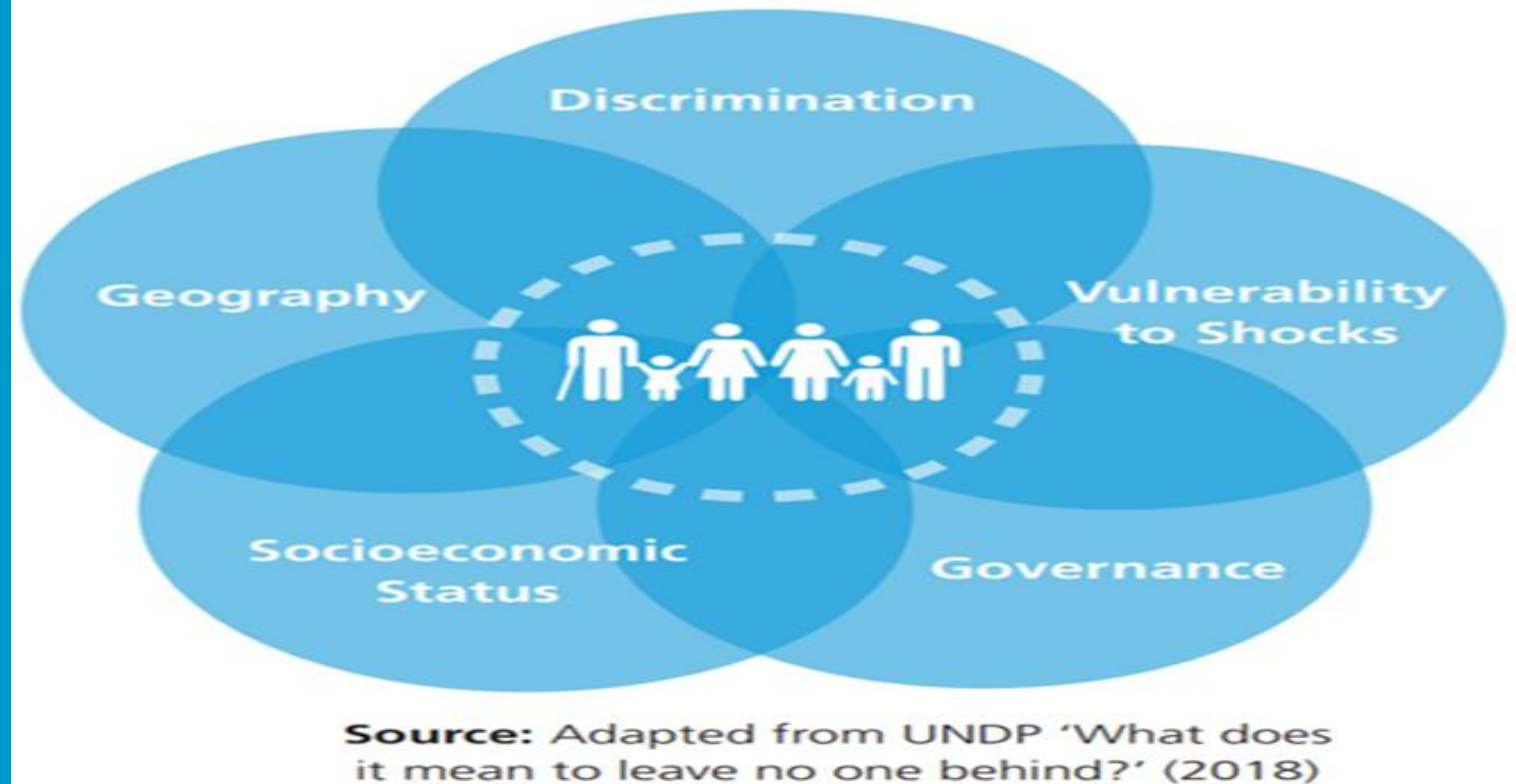 Discrimination
Geography
Vulnerability
to Shocks
Socioeconomic
Status
Governance
Source: Adapted from UNDP ‘What does
it mean to leave no one behind?’ (2018)